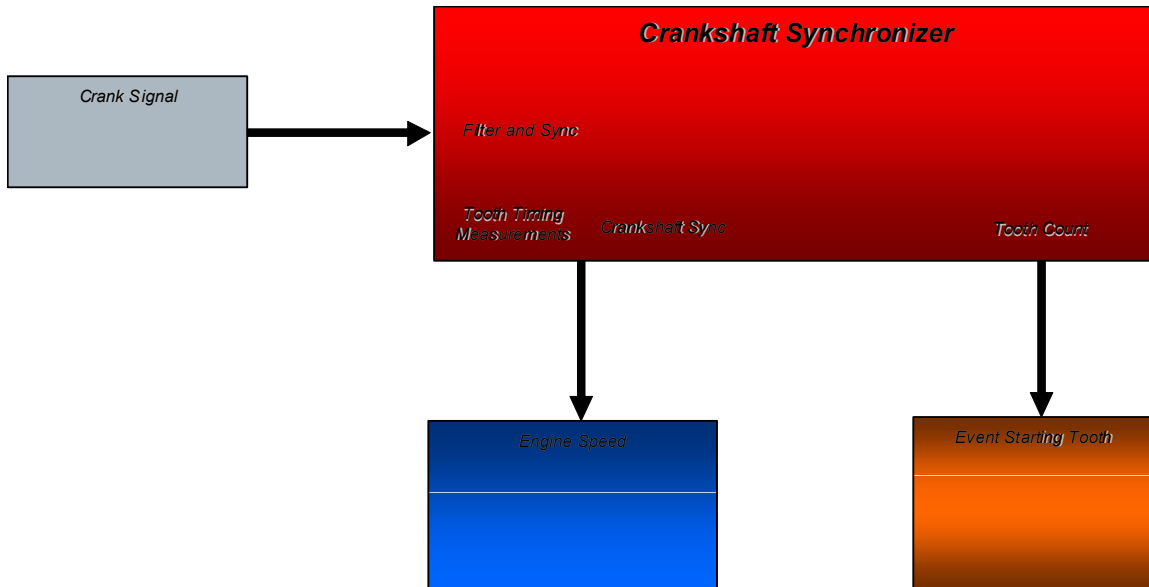 Crankshaft Synchronizer
Crank Signal
Filter and Sync
Tooth Timing
Measurements
Crankshaft Sync
Tooth Count
Engine Speed
Event Starting Tooth